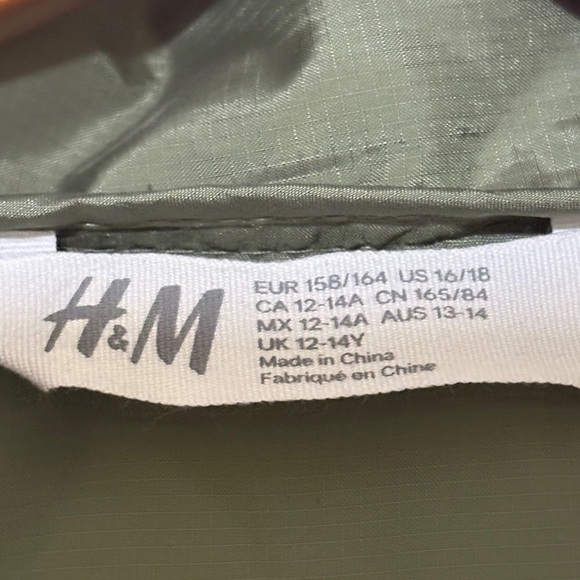 H&M
EUR 158/164 US 16/18
CA 12-14A CN 165/84
MX 12-14A AUS 13-14
UK 12-14Y
Made in China
Fabriqué en Chine